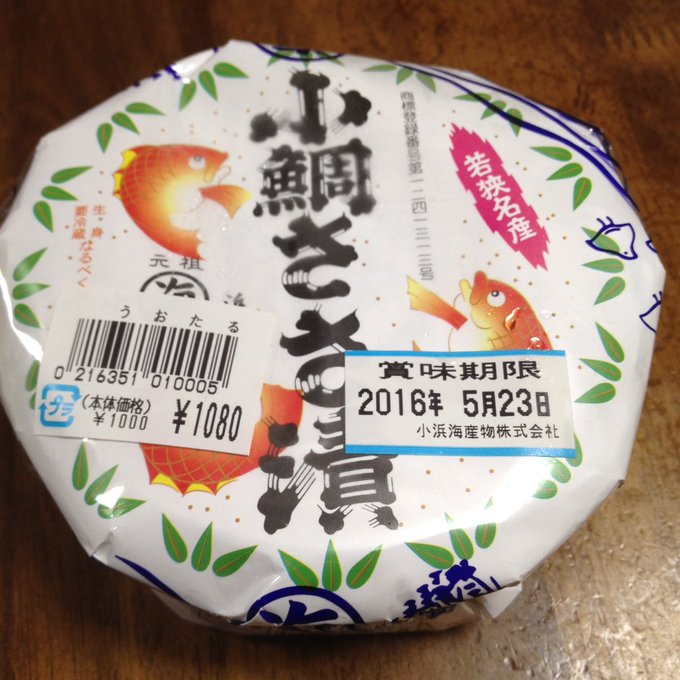 小鯛ささ漬
商標登録番号第一二四一三一三号
若狭名産
生・身
要冷蔵なるべく
元祖
うおたる
0 216351 010005
プラ
(本体価格)
¥1000
¥1080
賞味期限
2016年 5月23日
小浜海産物株式会社